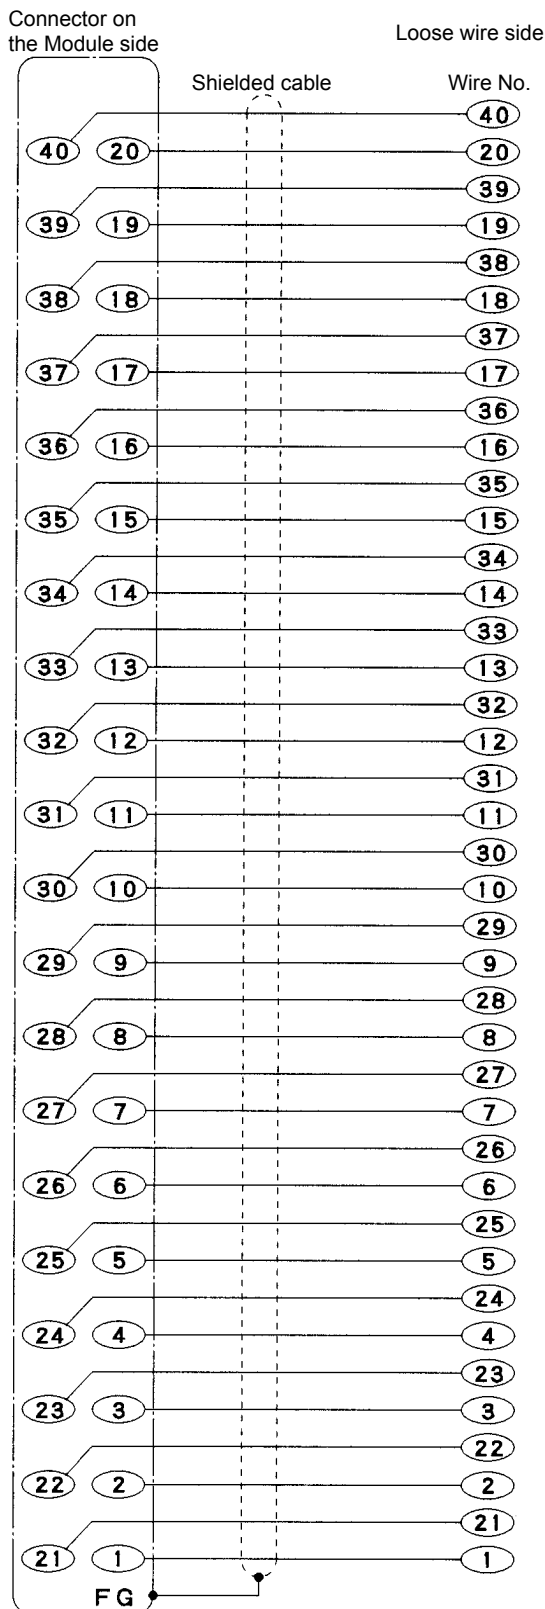 Connector on
the Module side
Loose wire side
Shielded cable
Wire No.
40
40 20 20
39
39 19 19
38
38 18 18
37
37 17 17
36
36 16 16
35
35 15 15
34
34 14 14
33
33 13 13
32
32 12 12
31
31 11 11
30
30 10 10
29
29 9 9
28
28 8 8
27
27 7 7
26
26 6 6
25
25 5 5
24
24 4 4
23
23 3 3
22
22 2 2
21
21 1 1
FG